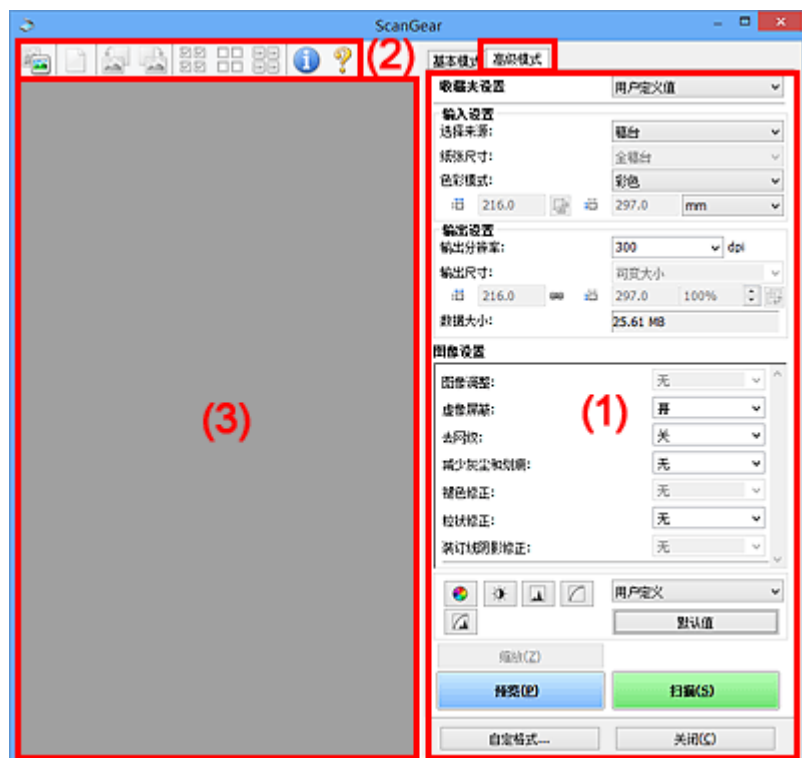 ScanGear
(2)
基本模式 高级模式
收藏夹设置 用户定义值
输入设置
选择来源: 稿台
纸张尺寸: 全稿台
色彩模式: 彩色
216.0 297.0 mm
输出设置
输出分辨率: 300 dpi
输出尺寸: 可变大小
216.0 297.0 100%
数据大小: 25.61 MB
图像设置
图像调整: 无
虚像屏蔽: 开
(1)
(3)
去网纹: 关
减少灰尘和划痕: 无
褪色修正: 无
粒状修正: 无
装订线阴影修正: 无
用户定义
默认值
缩放(Z)
预览(P) 扫描(S)
自定格式... 关闭(C)